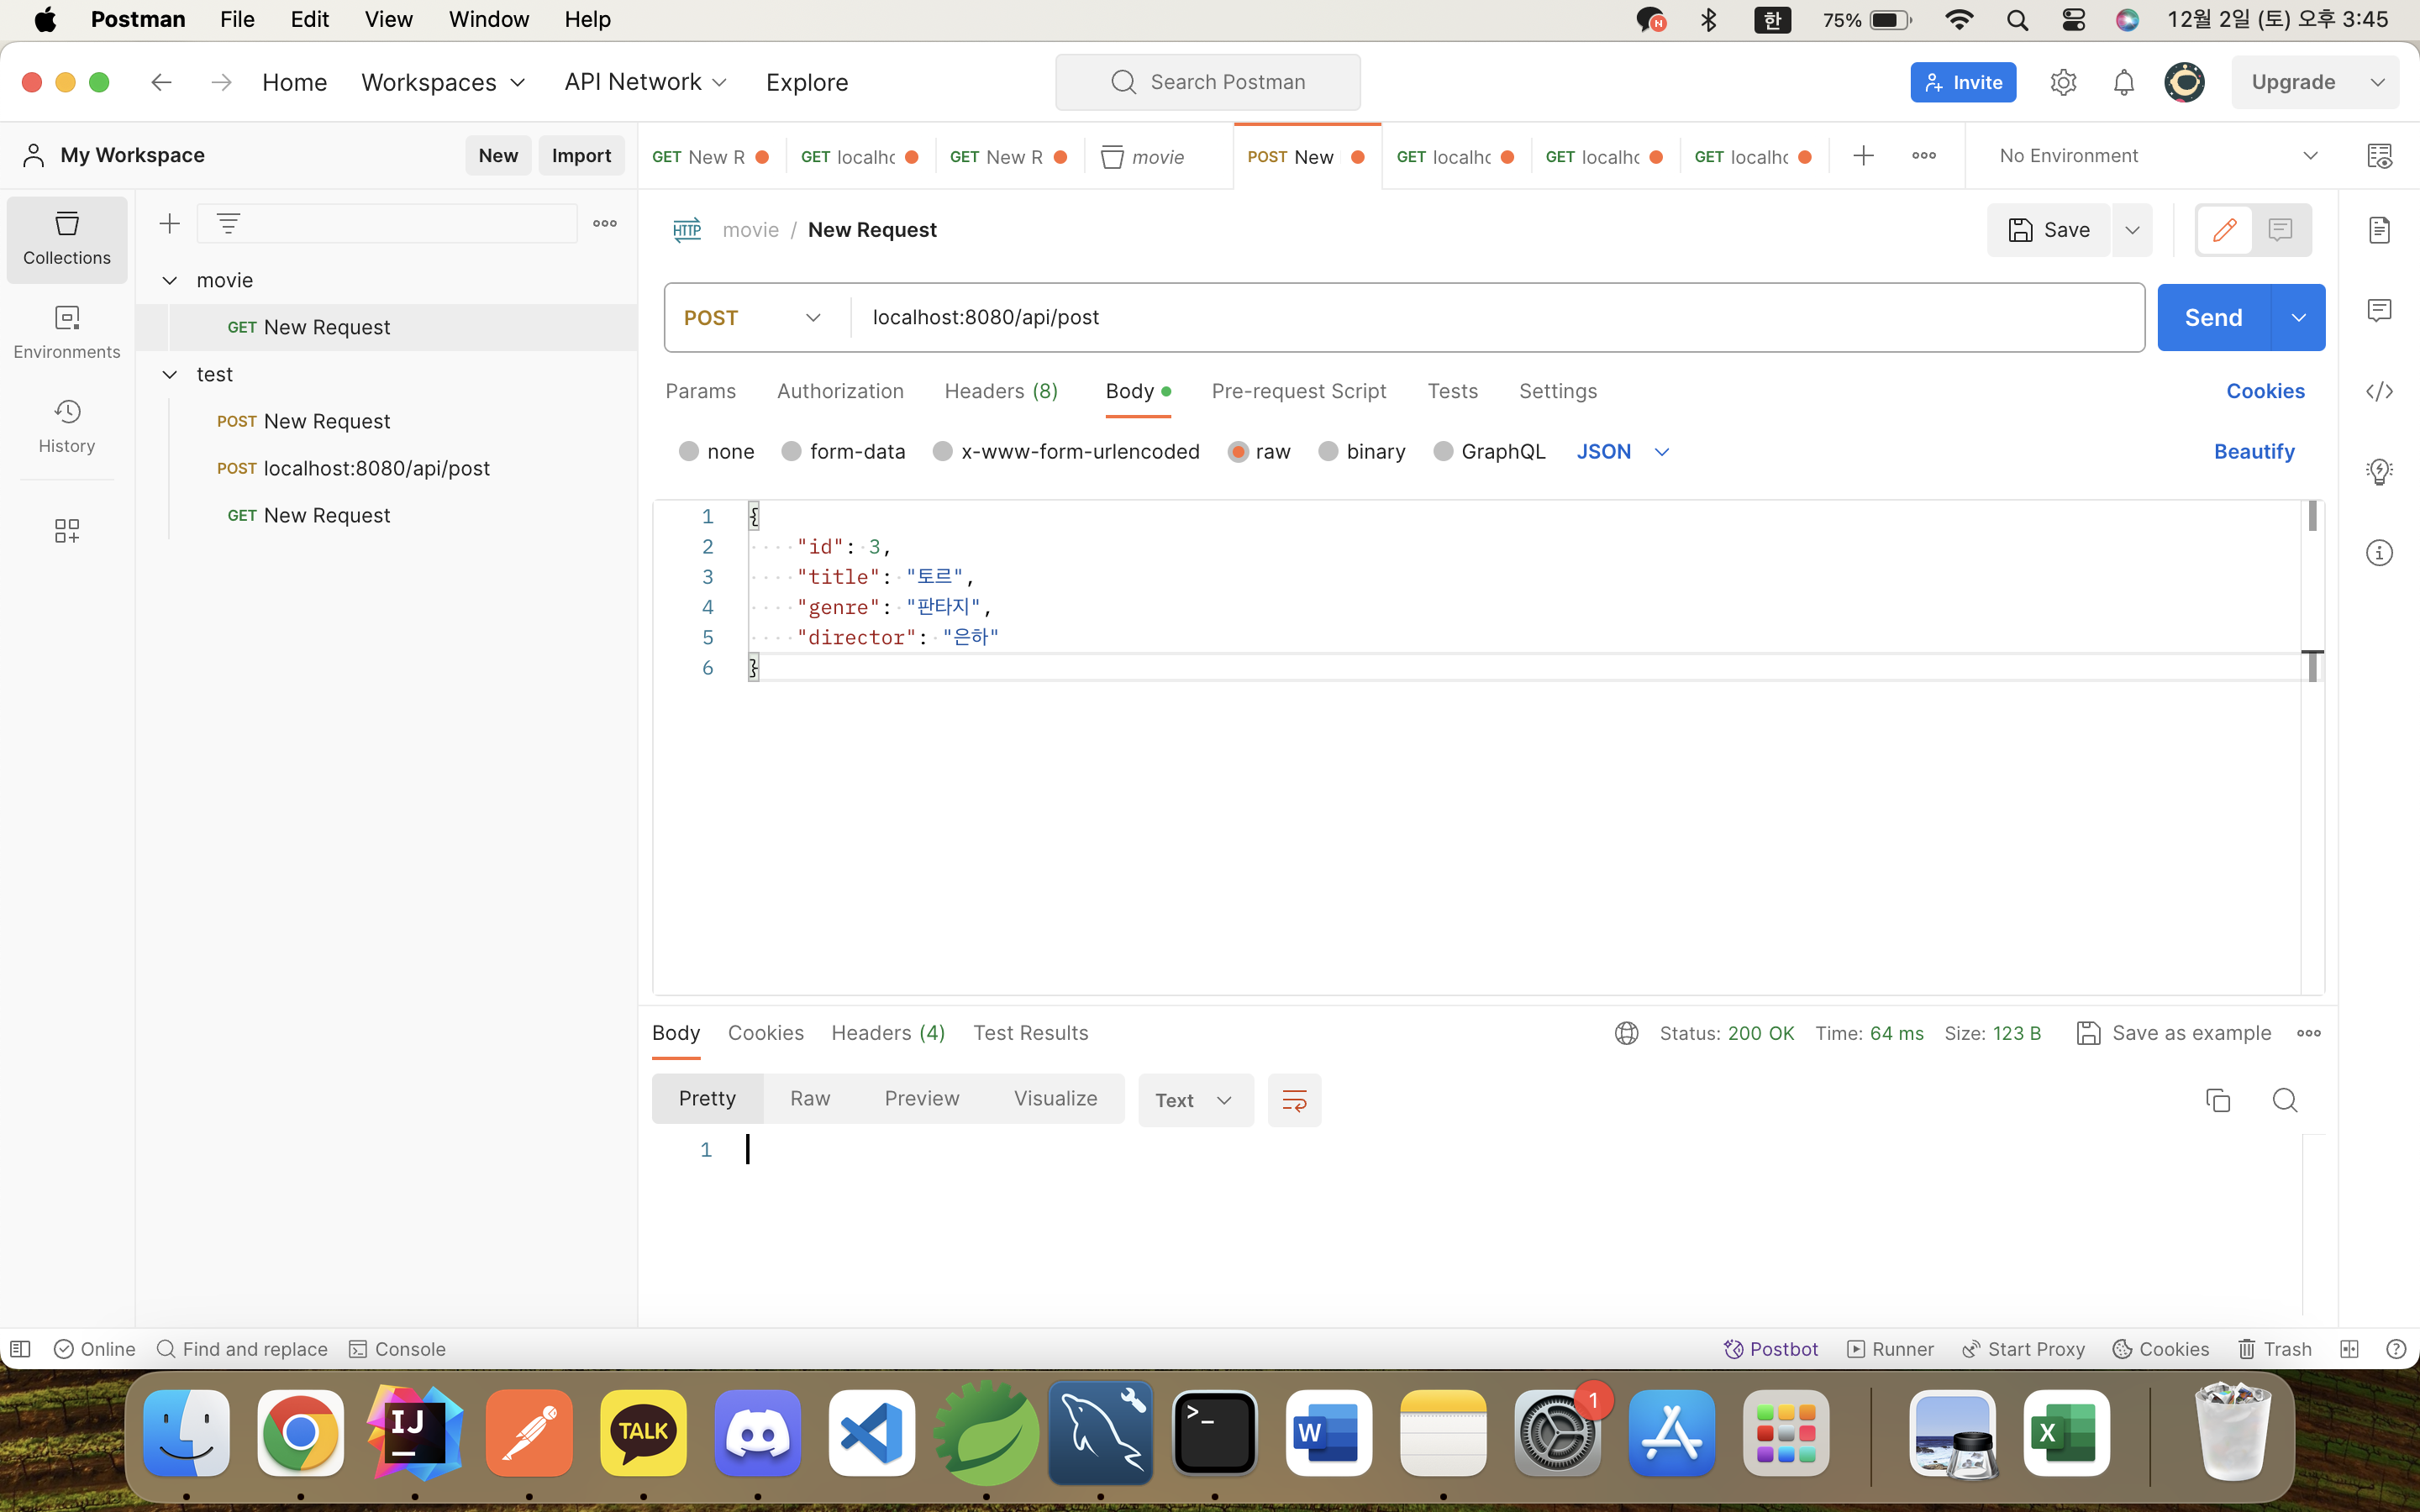 Postman File Edit View Window Help
N 한 75% 12월 2일 (토) 오후 3:45
Home Workspaces API Network Explore Search Postman Invite Upgrade
My Workspace New Import
GET New R GET localhc GET New R movie POST New GET localhc GET localhc GET localhc No Environment
Collections
Environments
History
movie
GET New Request
test
POST New Request
POST localhost:8080/api/post
GET New Request
HTTP movie / New Request Save
POST localhost:8080/api/post Send
Params Authorization Headers (8) Body Pre-request Script Tests Settings Cookies
none form-data x-www-form-urlencoded raw binary GraphQL JSON Beautify
1 {
2 "id": 3,
3 "title": "토르",
4 "genre": "판타지",
5 "director": "은하"
6 }
Body Cookies Headers (4) Test Results Status: 200 OK Time: 64 ms Size: 123 B Save as example
Pretty Raw Preview Visualize Text
1
Online Find and replace Console Postbot Runner Start Proxy Cookies Trash
IJ TALK >_ W 1 X